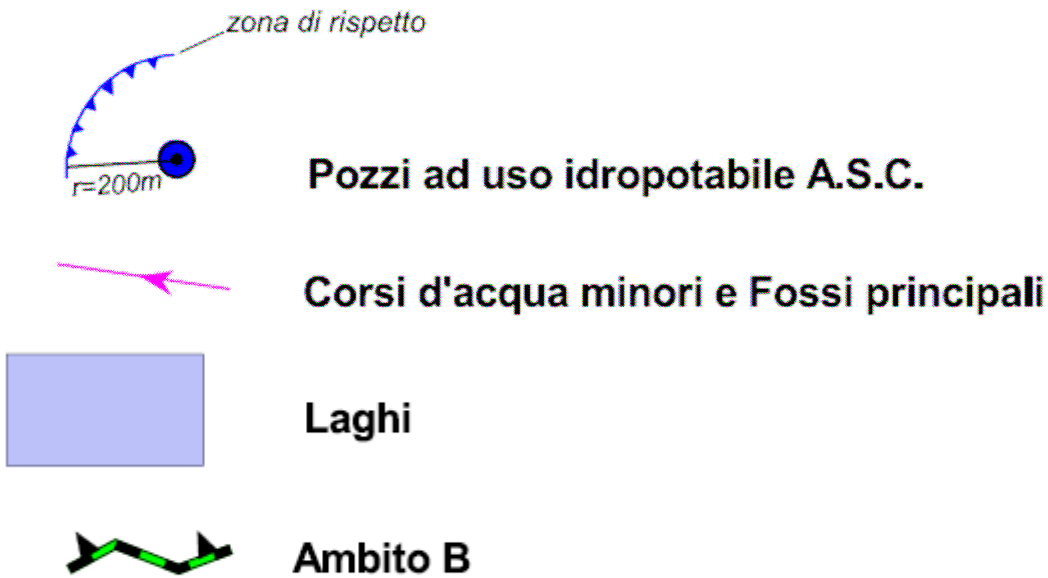 zona di rispetto
r=200m
Pozzi ad uso idropotabile A.S.C.
Corsi d'acqua minori e Fossi principali
Laghi
Ambito B